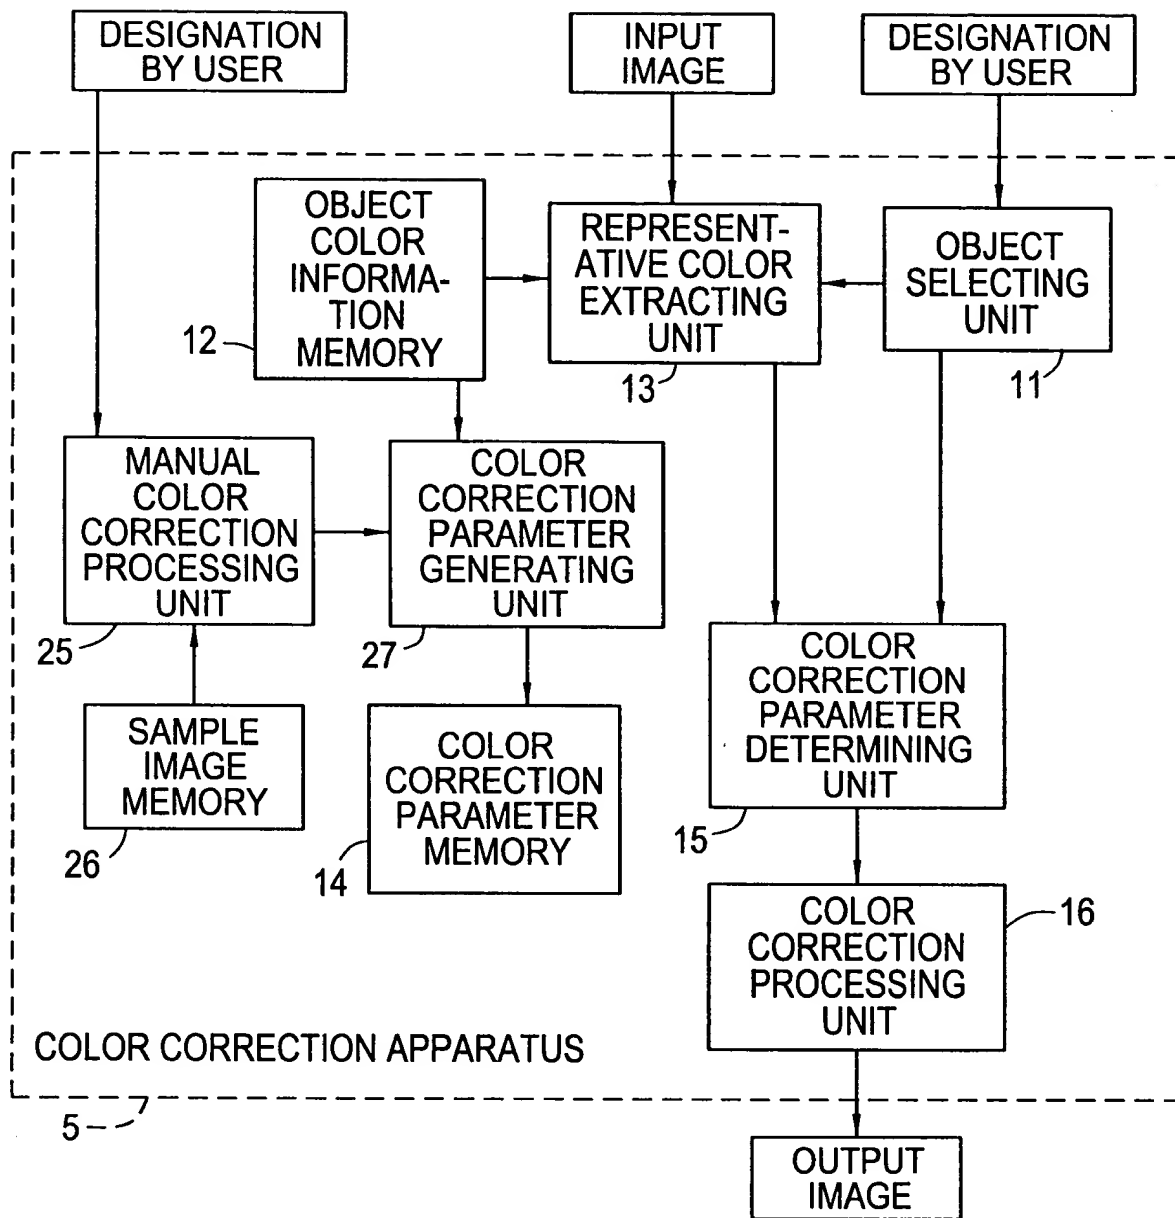 DESIGNATION
BY USER
INPUT
IMAGE
DESIGNATION
BY USER
OBJECT
COLOR
INFORMA-
TION
MEMORY
12
REPRESENT-
ATIVE COLOR
EXTRACTING
UNIT
13
OBJECT
SELECTING
UNIT
11
MANUAL
COLOR
CORRECTION
PROCESSING
UNIT
25
COLOR
CORRECTION
PARAMETER
GENERATING
UNIT
27
SAMPLE
IMAGE
MEMORY
26
COLOR
CORRECTION
PARAMETER
MEMORY
14
COLOR
CORRECTION
PARAMETER
DETERMINING
UNIT
15
COLOR
CORRECTION
PROCESSING
UNIT
16
COLOR CORRECTION APPARATUS
5
OUTPUT
IMAGE